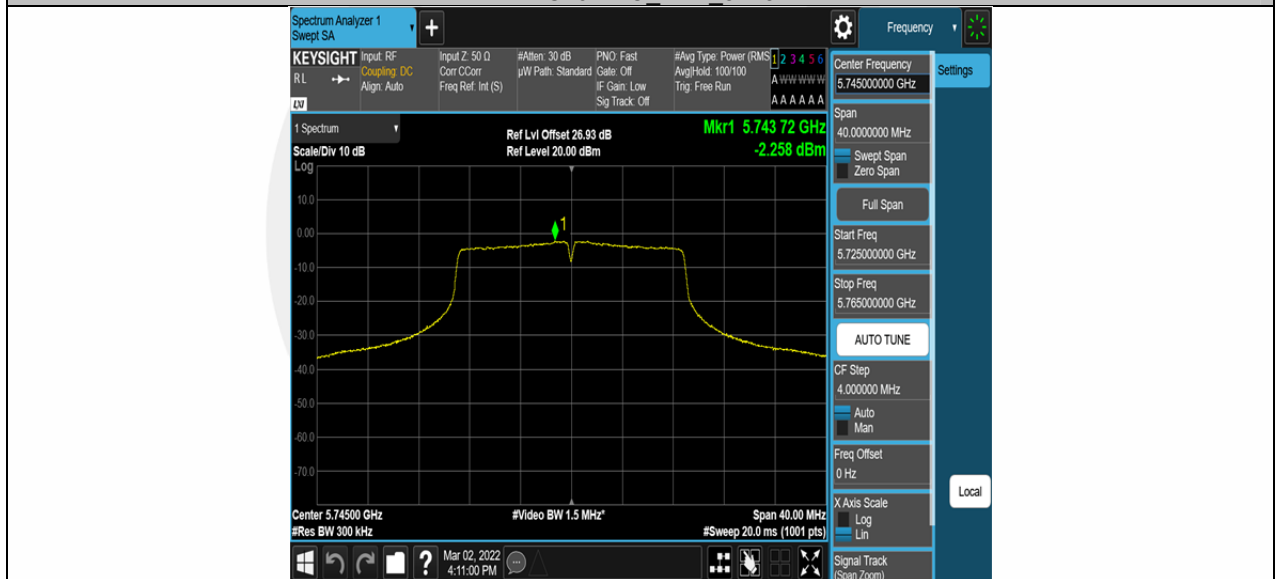 Spectrum Analyzer 1
Swept SA
+
Frequency
KEYSIGHT
RL
LXI
Input: RF
Coupling: DC
Align: Auto
Input Z: 50 Ω
Corr CCorr
Freq Ref: Int (S)
#Atten: 30 dB
µW Path: Standard
PNO: Fast
Gate: Off
IF Gain: Low
Sig Track: Off
#Avg Type: Power (RMS
Avg|Hold: 100/100
Trig: Free Run
1 2 3 4 5 6
A W W W W W
A A A A A A
Center Frequency
5.745000000 GHz
Settings
1 Spectrum
Scale/Div 10 dB
Log
Ref Lvl Offset 26.93 dB
Ref Level 20.00 dBm
Mkr1 5.743 72 GHz
-2.258 dBm
Span
40.0000000 MHz
Swept Span
Zero Span
Full Span
Start Freq
5.725000000 GHz
Stop Freq
5.765000000 GHz
AUTO TUNE
CF Step
4.000000 MHz
Auto
Man
Freq Offset
0 Hz
X Axis Scale
Log
Lin
Signal Track
(Span Zoom)
Local
10.0
0.00
-10.0
-20.0
-30.0
-40.0
-50.0
-60.0
-70.0
1
Center 5.74500 GHz
#Res BW 300 kHz
#Video BW 1.5 MHz*
Span 40.00 MHz
#Sweep 20.0 ms (1001 pts)
?
Mar 02, 2022
4:11:00 PM